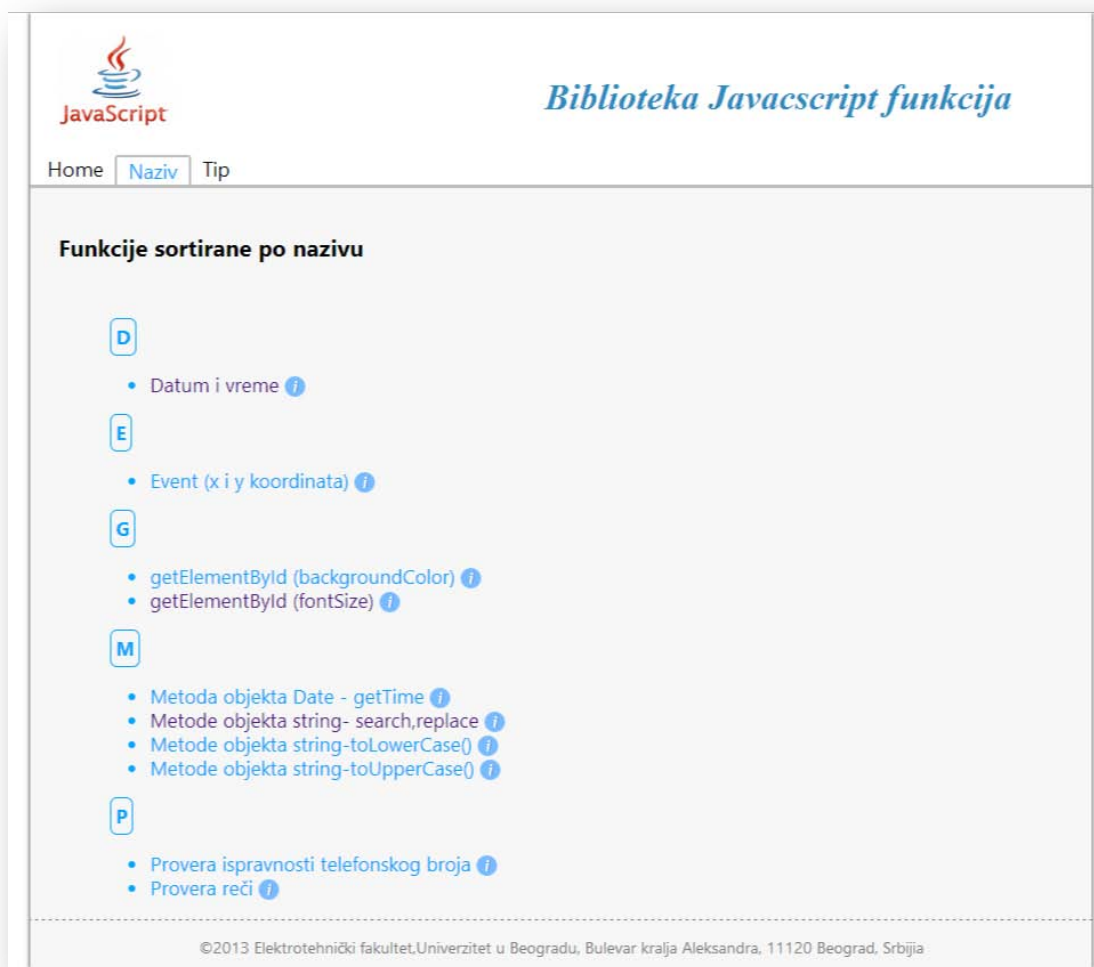 JavaScript
Biblioteka Javacscript funkcija
Home Naziv Tip
Funkcije sortirane po nazivu
D
Datum i vreme
E
Event (x i y koordinata)
G
getElementById (backgroundColor)
getElementById (fontSize)
M
Metoda objekta Date - getTime
Metode objekta string- search,replace
Metode objekta string-toLowerCase()
Metode objekta string-toUpperCase()
P
Provera ispravnosti telefonskog broja
Provera reči
©2013 Elektrotehnički fakultet,Univerzitet u Beogradu, Bulevar kralja Aleksandra, 11120 Beograd, Srbijia